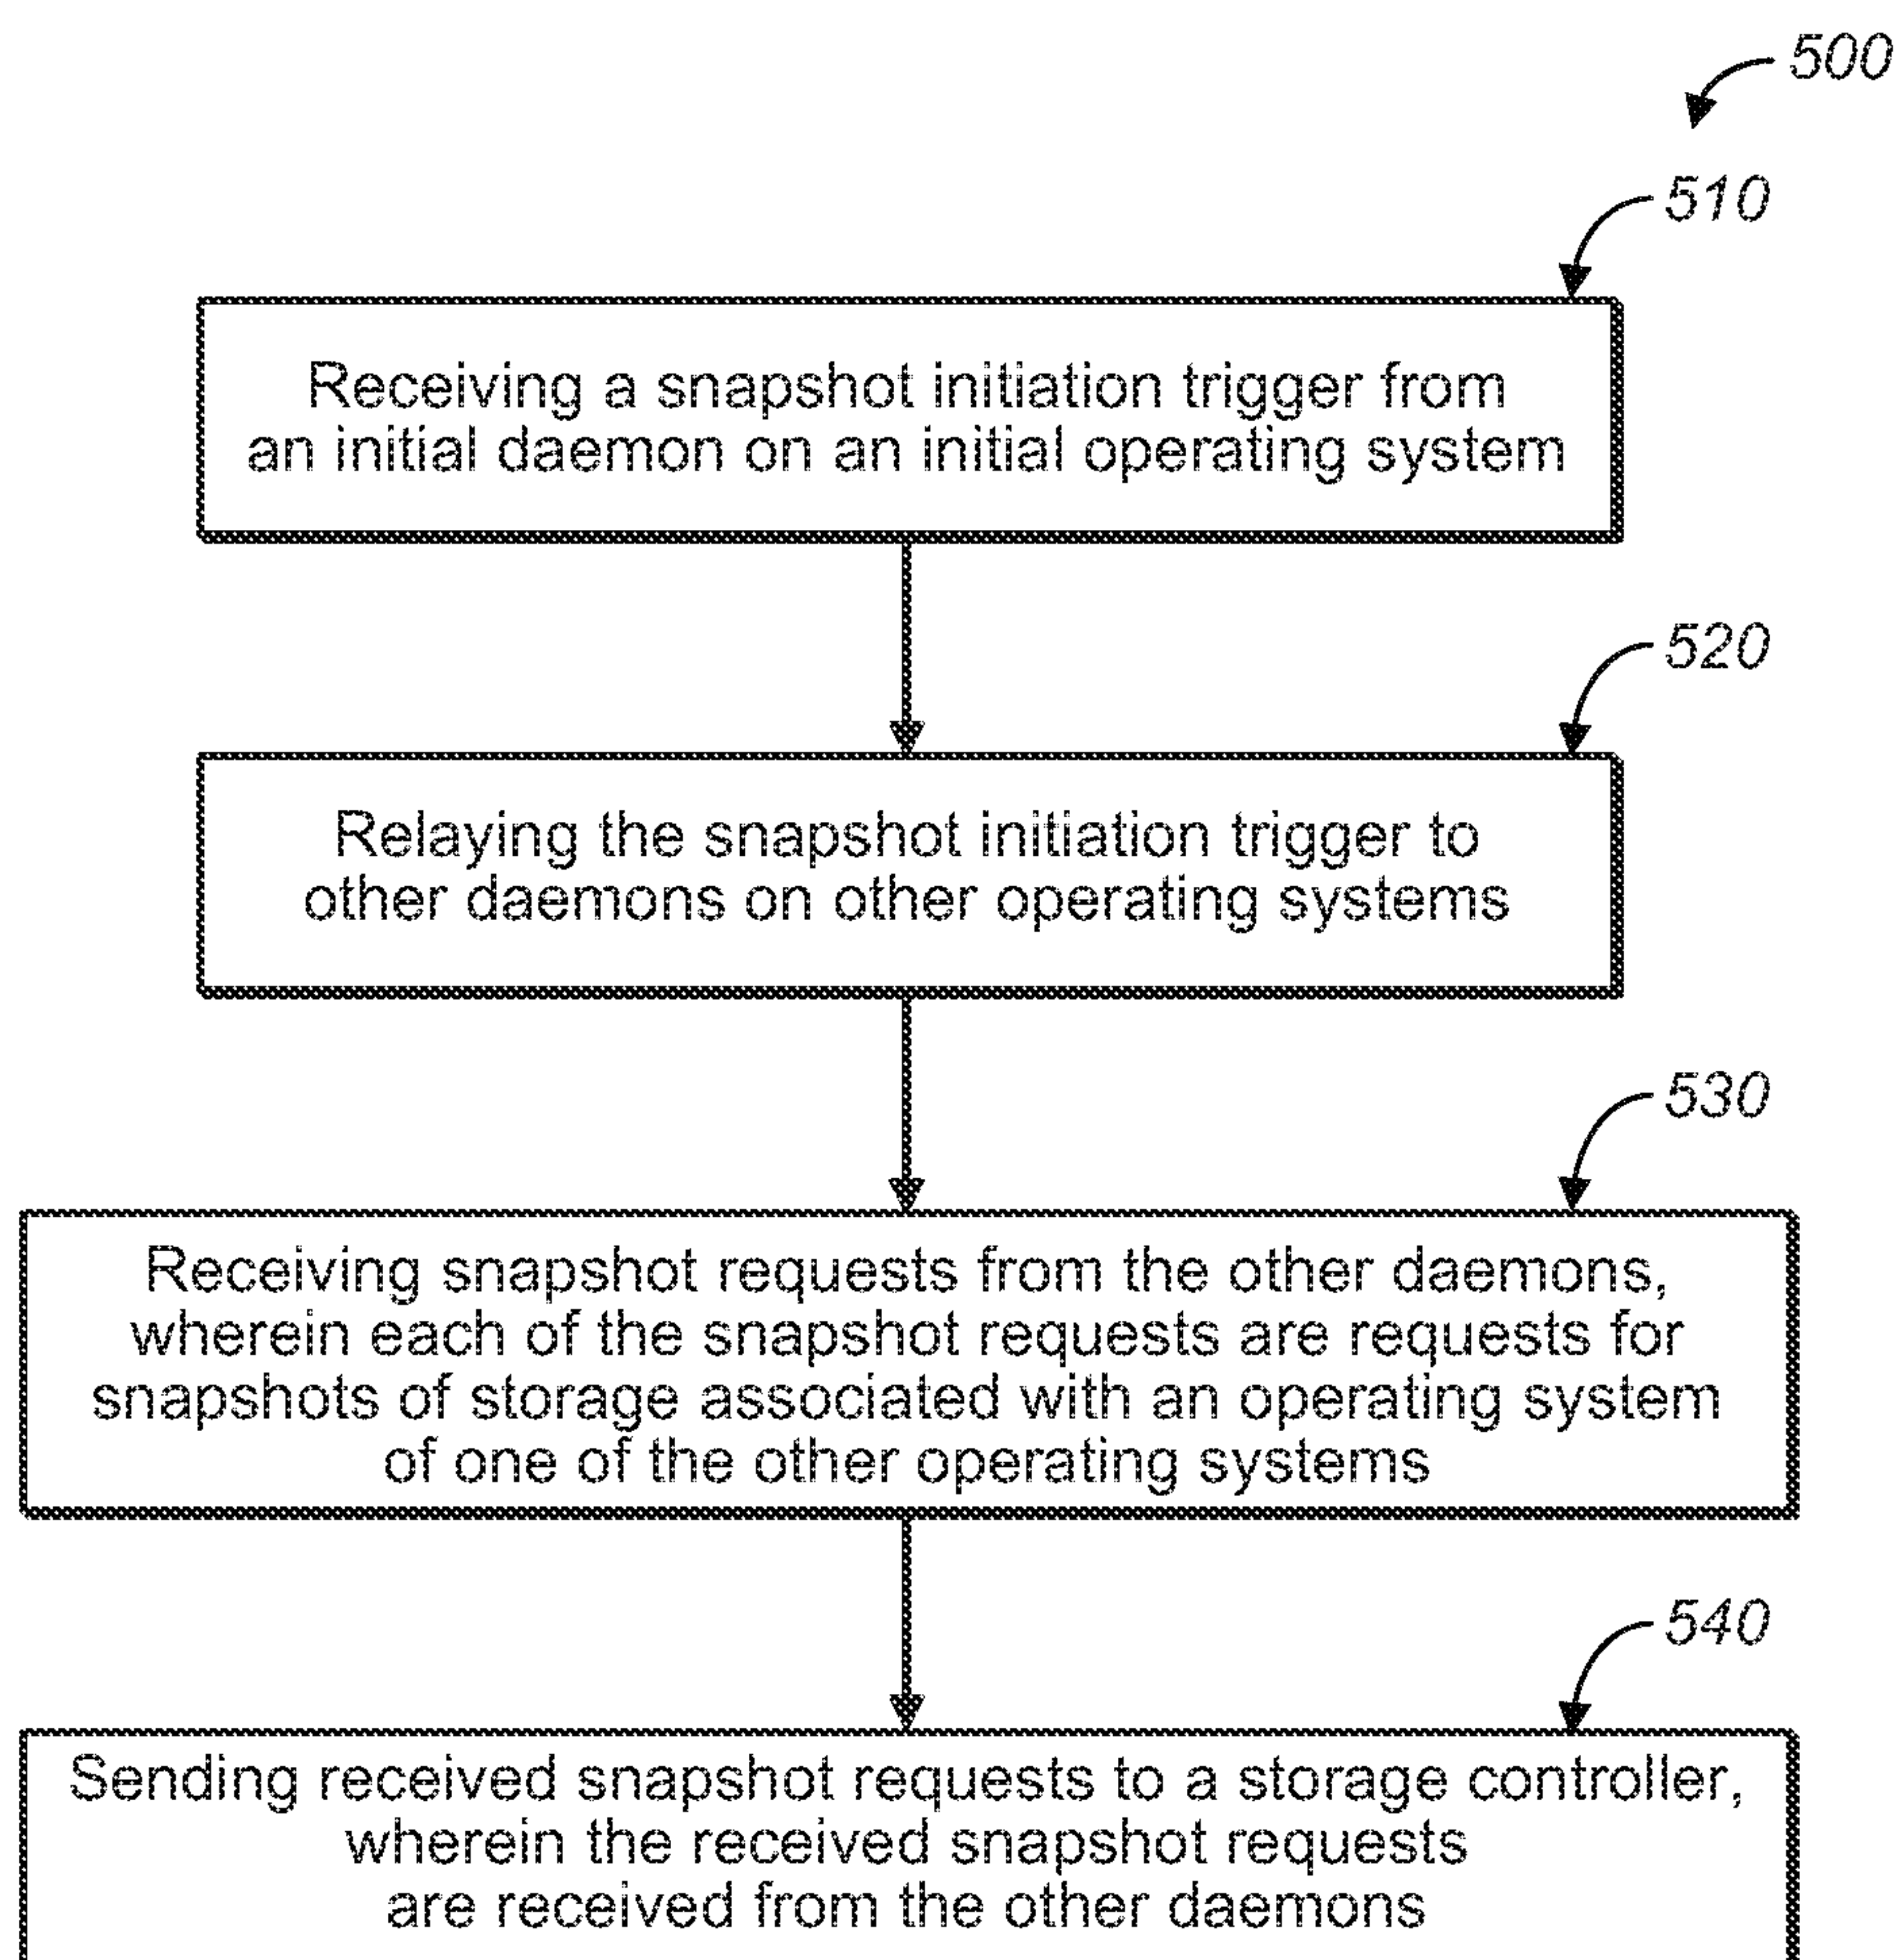 500
510
Receiving a snapshot initiation trigger from
an initial daemon on an initial operating system
520
Relaying the snapshot initiation trigger to
other daemons on other operating systems
530
Receiving snapshot requests from the other daemons,
wherein each of the snapshot requests are requests for
snapshots of storage associated with an operating system
of one of the other operating systems
540
Sending received snapshot requests to a storage controller,
wherein the received snapshot requests
are received from the other daemons